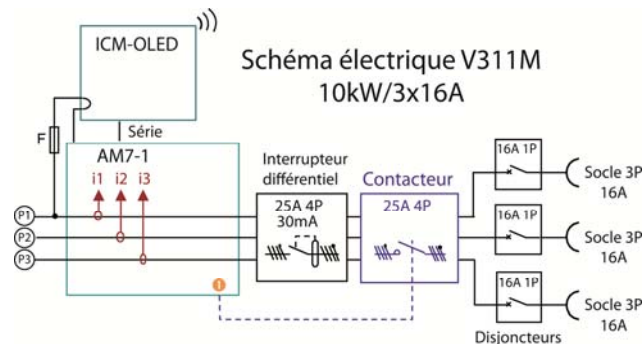 ICM-OLED
Schéma électrique V311M
10kW/3x16A
F
Série
AM7-1
i1 i2 i3
Interrupteur
différentiel
Contacteur
25A 4P
30mA
25A 4P
16A 1P
Socle 3P
16A
16A 1P
Socle 3P
16A
16A 1P
Socle 3P
16A
P1
P2
P3
1
Disjoncteurs